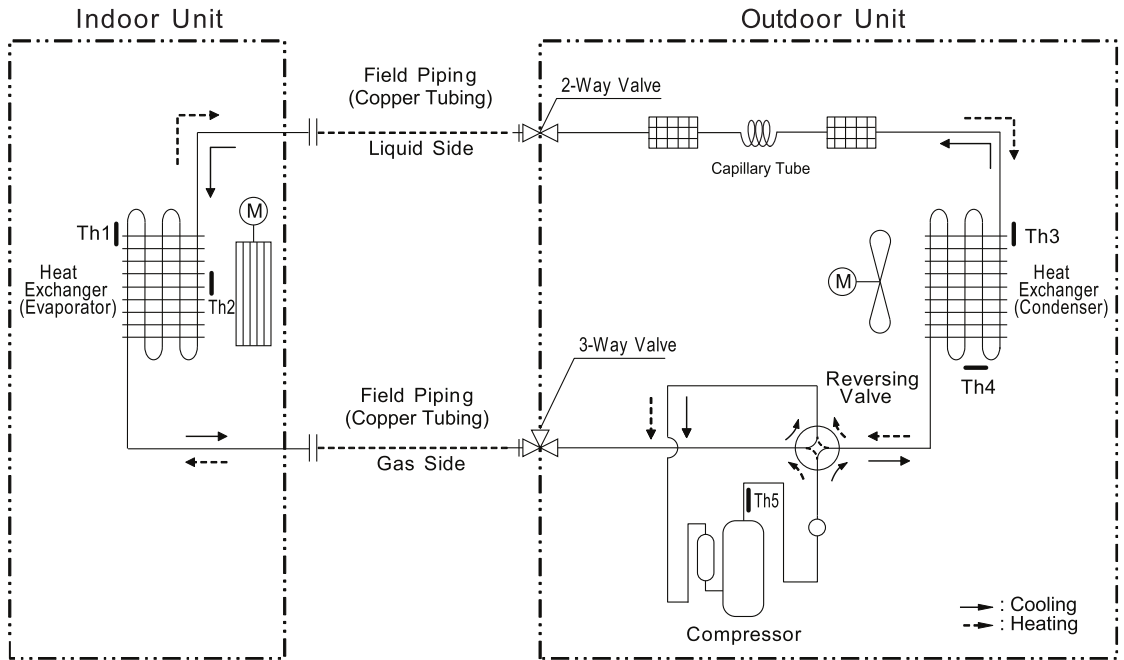 Indoor Unit
Outdoor Unit
Field Piping
(Copper Tubing)
2-Way Valve
Liquid Side
Capillary Tube
M
Th1
Heat
Exchanger
(Evaporator)
Th2
M
Th3
Heat
Exchanger
(Condenser)
3-Way Valve
Th4
Reversing
Valve
Field Piping
(Copper Tubing)
Gas Side
Th5
Compressor
: Cooling
: Heating